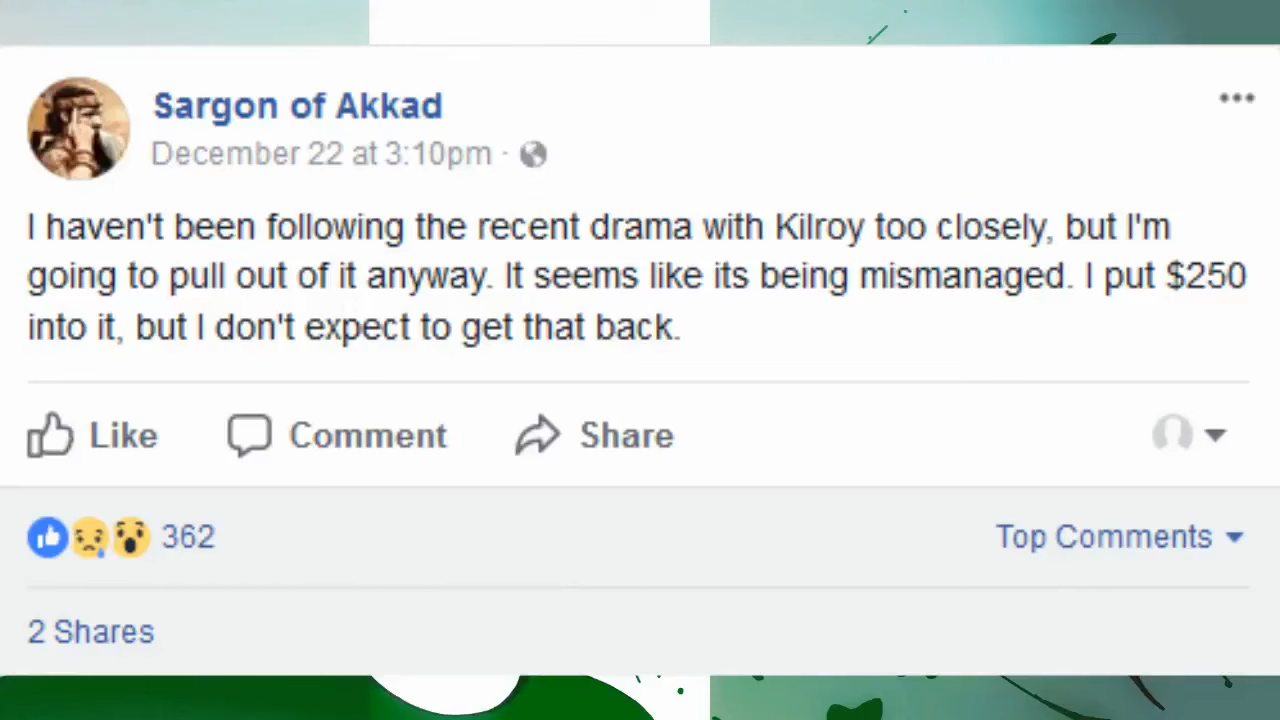 Sargon of Akkad
December 22 at 3:10pm ·
I haven't been following the recent drama with Kilroy too closely, but I'm
going to pull out of it anyway. It seems like its being mismanaged. I put $250
into it, but I don't expect to get that back.
Like Comment Share
362 Top Comments
2 Shares